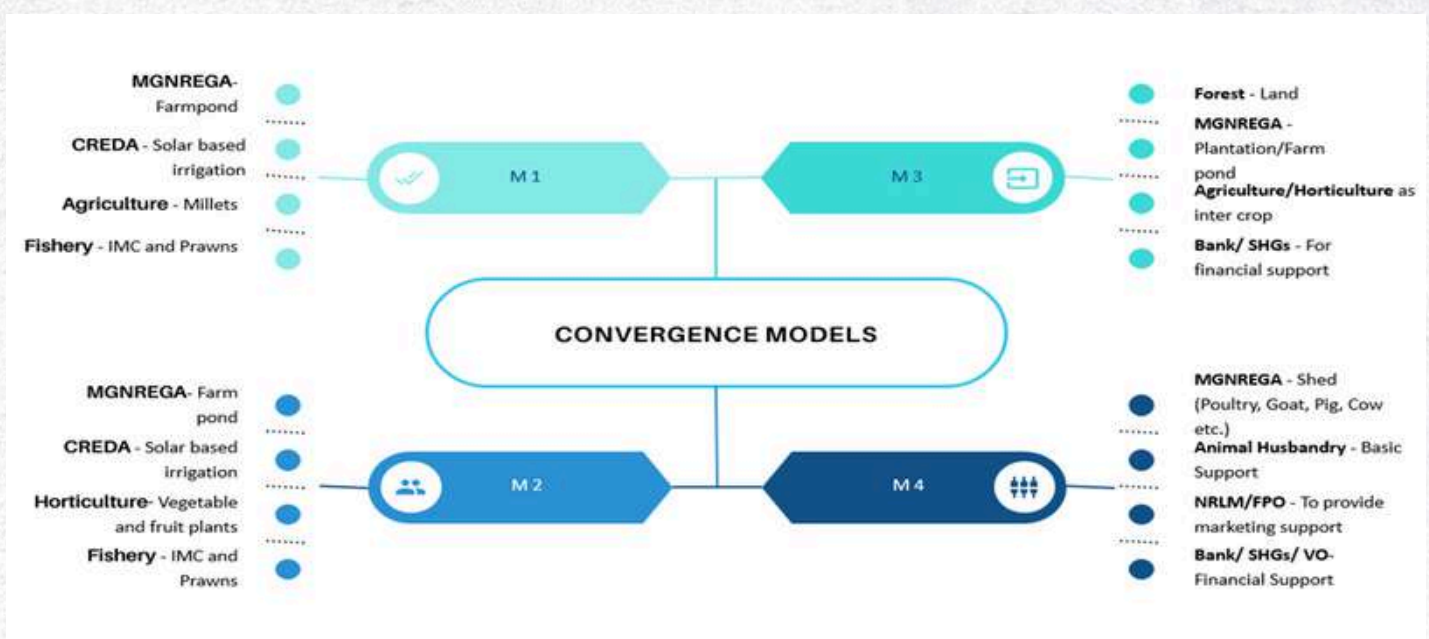 MGNREGA-
Farmpond
CREDA - Solar based
irrigation
Agriculture - Millets
Fishery - IMC and Prawns
M 1
M 3
Forest - Land
MGNREGA -
Plantation/Farm
pond
Agriculture/Horticulture as
inter crop
Bank/ SHGs - For
financial support
CONVERGENCE MODELS
MGNREGA- Farm
pond
CREDA - Solar based
irrigation
Horticulture- Vegetable
and fruit plants
Fishery - IMC and
Prawns
M 2
M 4
MGNREGA - Shed
(Poultry, Goat, Pig, Cow
etc.)
Animal Husbandry - Basic
Support
NRLM/FPO - To provide
marketing support
Bank/ SHGs/ VO-
Financial Support